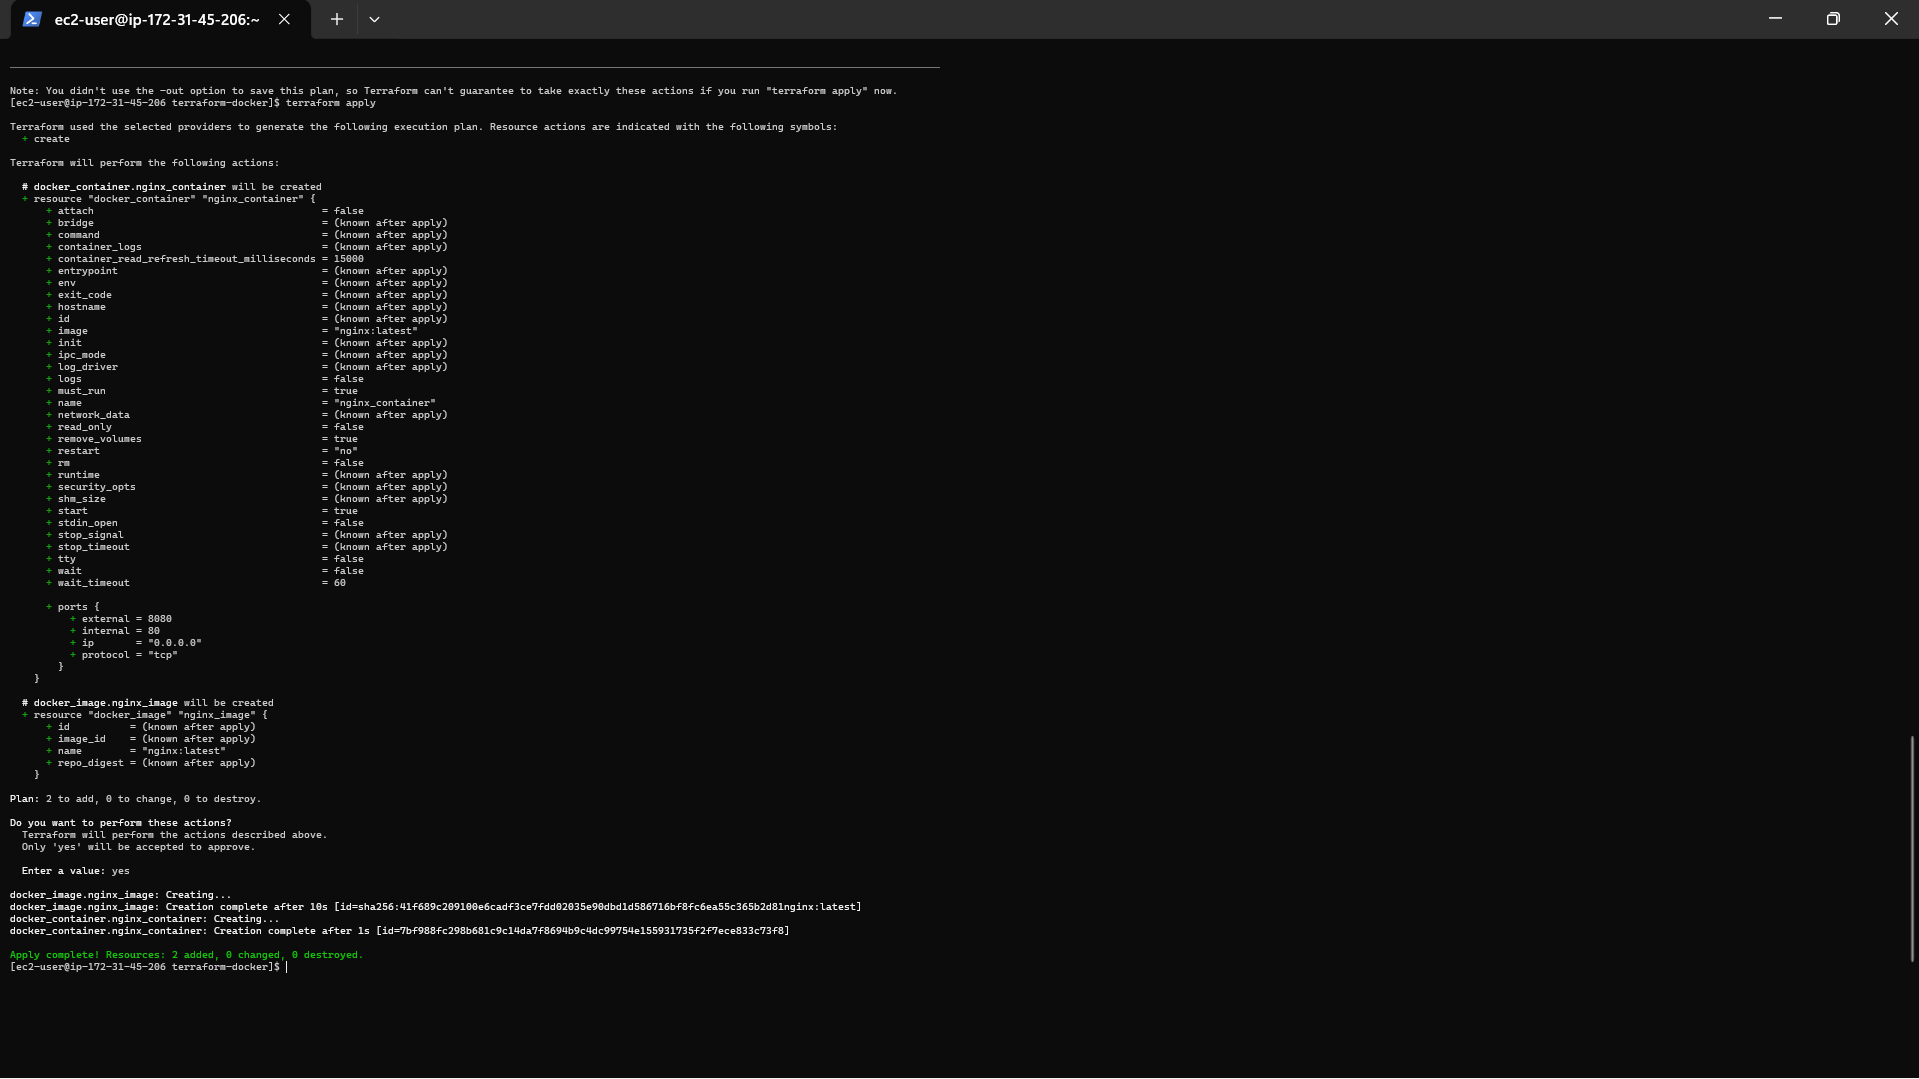 ec2-user@ip-172-31-45-206:~
Note: You didn't use the -out option to save this plan, so Terraform can't guarantee to take exactly these actions if you run "terraform apply" now.
[ec2-user@ip-172-31-45-206 terraform-docker]$ terraform apply
Terraform used the selected providers to generate the following execution plan. Resource actions are indicated with the following symbols:
  + create
Terraform will perform the following actions:
  # docker_container.nginx_container will be created
  + resource "docker_container" "nginx_container" {
      + attach                                      = false
      + bridge                                      = (known after apply)
      + command                                     = (known after apply)
      + container_logs                              = (known after apply)
      + container_read_refresh_timeout_milliseconds = 15000
      + entrypoint                                  = (known after apply)
      + env                                         = (known after apply)
      + exit_code                                   = (known after apply)
      + hostname                                    = (known after apply)
      + id                                          = (known after apply)
      + image                                       = "nginx:latest"
      + init                                        = (known after apply)
      + ipc_mode                                    = (known after apply)
      + log_driver                                  = (known after apply)
      + logs                                        = false
      + must_run                                    = true
      + name                                        = "nginx_container"
      + network_data                                = (known after apply)
      + read_only                                   = false
      + remove_volumes                              = true
      + restart                                     = "no"
      + rm                                          = false
      + runtime                                     = (known after apply)
      + security_opts                               = (known after apply)
      + shm_size                                    = (known after apply)
      + start                                       = true
      + stdin_open                                  = false
      + stop_signal                                 = (known after apply)
      + stop_timeout                                = (known after apply)
      + tty                                         = false
      + wait                                        = false
      + wait_timeout                                = 60
      + ports {
          + external = 8080
          + internal = 80
          + ip       = "0.0.0.0"
          + protocol = "tcp"
        }
    }
  # docker_image.nginx_image will be created
  + resource "docker_image" "nginx_image" {
      + id          = (known after apply)
      + image_id    = (known after apply)
      + name        = "nginx:latest"
      + repo_digest = (known after apply)
    }
Plan: 2 to add, 0 to change, 0 to destroy.
Do you want to perform these actions?
  Terraform will perform the actions described above.
  Only 'yes' will be accepted to approve.
  Enter a value: yes
docker_image.nginx_image: Creating...
docker_image.nginx_image: Creation complete after 10s [id=sha256:41f689c209100e6cadf3ce7fdd02035e90dbd1d586716bf8fc6ea55c365b2d81nginx:latest]
docker_container.nginx_container: Creating...
docker_container.nginx_container: Creation complete after 1s [id=7bf988fc298b681c9c14da7f8694b9c4dc99754e155931735f2f7ece833c73f8]
Apply complete! Resources: 2 added, 0 changed, 0 destroyed.
[ec2-user@ip-172-31-45-206 terraform-docker]$